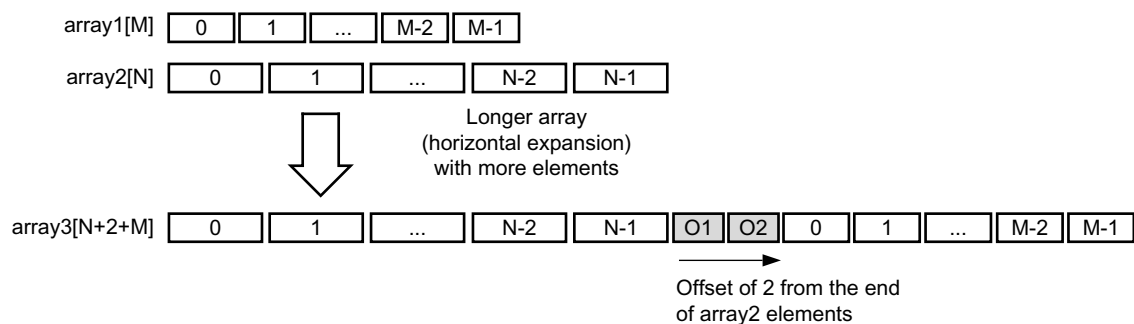 array1[M] 0 1 ... M-2 M-1
array2[N] 0 1 ... N-2 N-1
Longer array
(horizontal expansion)
with more elements
array3[N+2+M] 0 1 ... N-2 N-1 O1 O2 0 1 ... M-2 M-1
Offset of 2 from the end
of array2 elements